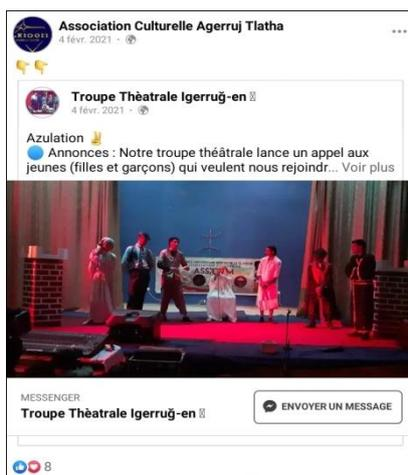 Association Culturelle Agerruj Tlatha
4 févr. 2021 ·
Troupe Thèatrale Igerruğ-en
4 févr. 2021 ·
Azulation ✌
🔵 Annonces : Notre troupe théâtrale lance un appel aux
jeunes (filles et garçons) qui veulent nous rejoindr... Voir plus
MESSENGER
Troupe Thèatrale Igerruğ-en
ENVOYER UN MESSAGE
8